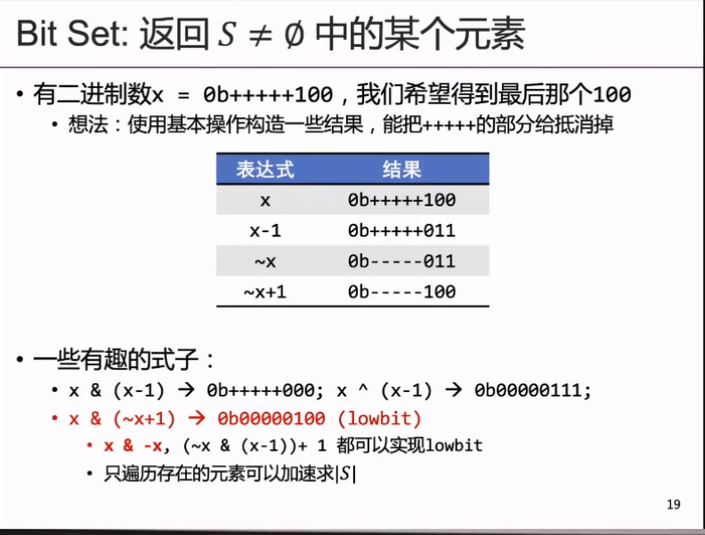 Bit Set: 返回 S ≠ ∅ 中的某个元素
• 有二进制数x = 0b+++++100，我们希望得到最后那个100
• 想法：使用基本操作构造一些结果，能把+++++的部分给抵消掉
表达式 结果
x 0b+++++100
x-1 0b+++++011
~x 0b-----011
~x+1 0b-----100
• 一些有趣的式子：
• x & (x-1) → 0b+++++000; x ^ (x-1) → 0b00000111;
• x & (~x+1) → 0b00000100 (lowbit)
• x & -x, (~x & (x-1))+ 1 都可以实现lowbit
• 只遍历存在的元素可以加速求|S|
19